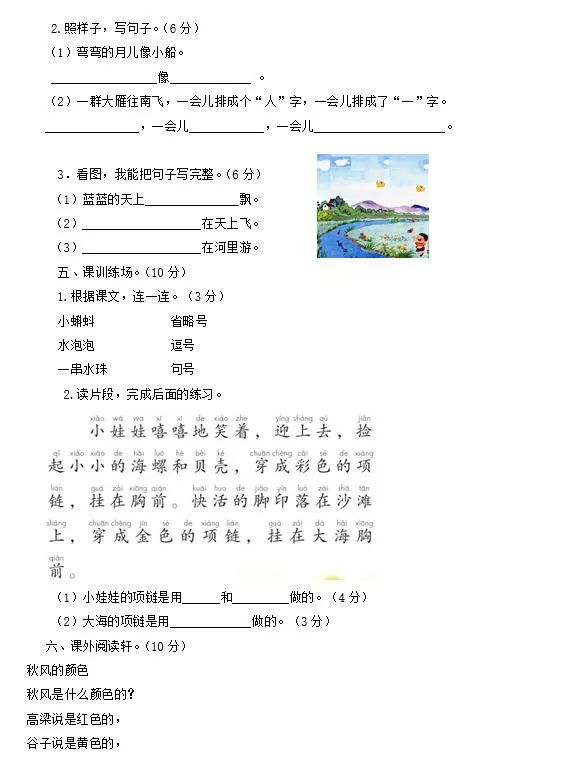 2.照样子，写句子。(6分)
(1)弯弯的月儿像小船。
________________像____________ 。
(2)一群大雁往南飞，一会儿排成个“人”字，一会儿排成了“一”字。
______________，一会儿___________，一会儿____________________。
3.看图，我能把句子写完整。(6分)
(1)蓝蓝的天上______________飘。
(2)__________________在天上飞。
(3)__________________在河里游。
五、课训练场。(10分)
1.根据课文，连一连。(3分)
小蝌蚪 省略号
水泡泡 逗号
一串水珠 句号
2.读片段，完成后面的练习。
xiǎo wá wa xī xī de xiào zhe yíng shàng qù jiǎn
小娃娃嘻嘻地笑着，迎上去，捡
qǐ xiǎo xiǎo de hǎi luó hé bèi ké chuān chéng cǎi sè de xiàng
起小小的海螺和贝壳，穿成彩色的项
liàn guà zài xiōng qián kuài huo de jiǎo yìn luò zài shā tān
链，挂在胸前。快活的脚印落在沙滩
shàng chuān chéng jīn sè de xiàng liàn guà zài dà hǎi xiōng
上，穿成金色的项链，挂在大海胸
qián
前。
(1)小娃娃的项链是用______和_________做的。(4分)
(2)大海的项链是用____________做的。(3分)
六、课外阅读轩。(10分)
秋风的颜色
秋风是什么颜色的?
高粱说是红色的，
谷子说是黄色的，